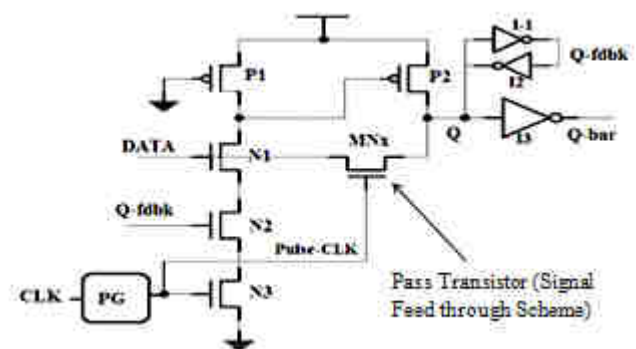 I-1
Q-fdbk
P1
P2
I2
DATA
N1
MNx
Q
I3
Q-bar
Q-fdbk
N2
Pulse-CLK
CLK
PG
N3
Pass Transistor (Signal
Feed through Scheme)